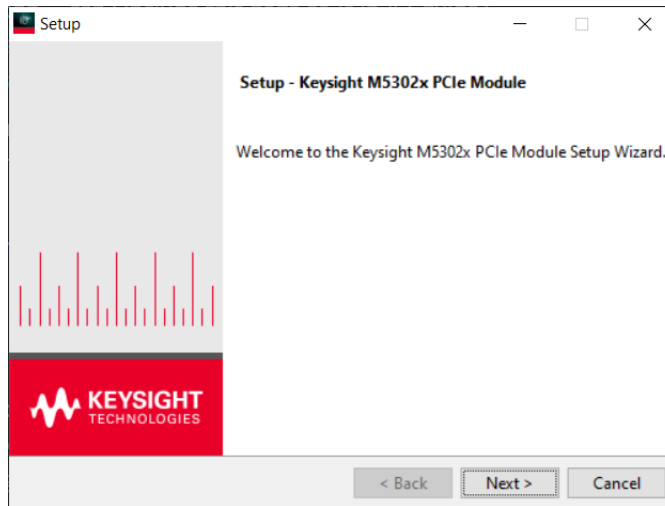 Setup
Setup - Keysight M5302x PCIe Module
Welcome to the Keysight M5302x PCIe Module Setup Wizard.
KEYSIGHT
TECHNOLOGIES
< Back
Next >
Cancel